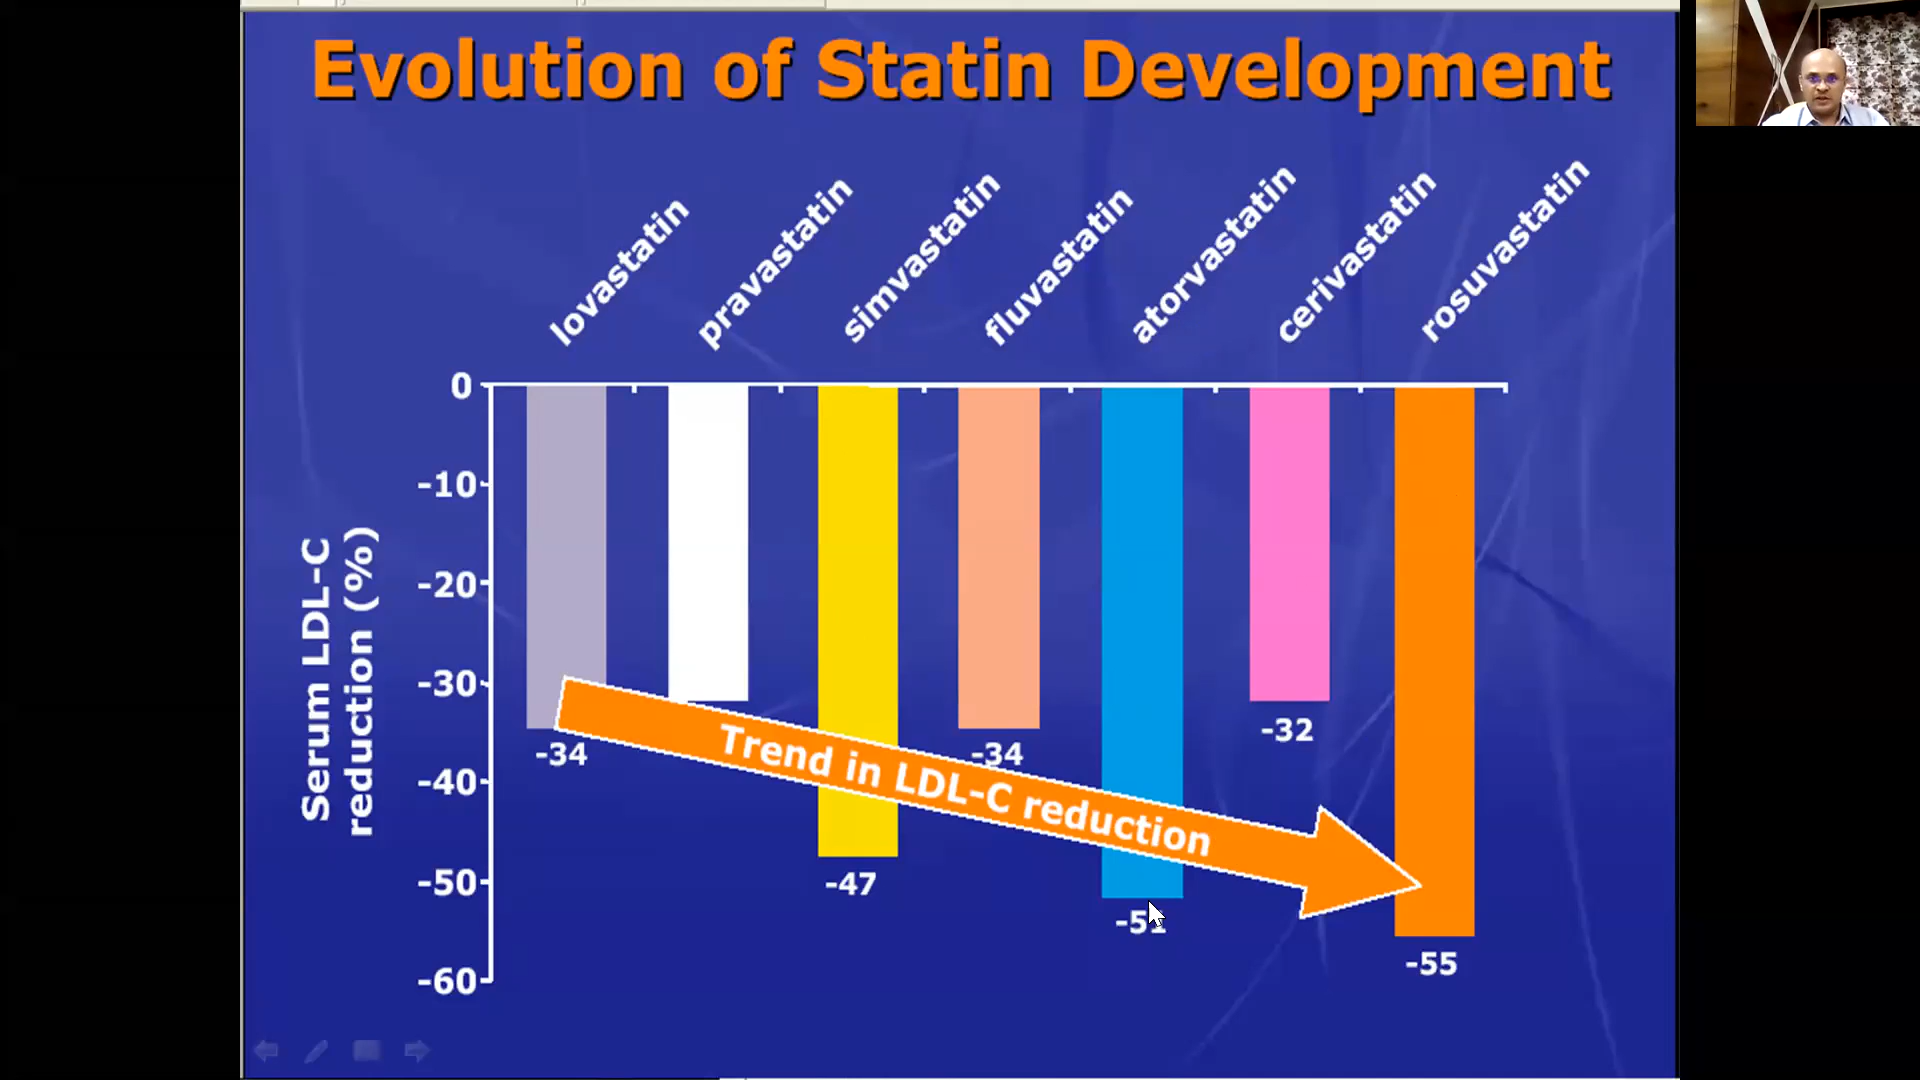 Evolution of Statin Development
lovastatin
pravastatin
simvastatin
fluvastatin
atorvastatin
cerivastatin
rosuvastatin
0
-10
-20
-30
-40
-50
-60
Serum LDL-C
reduction (%)
-34
-47
-34
-51
-32
-55
Trend in LDL-C reduction